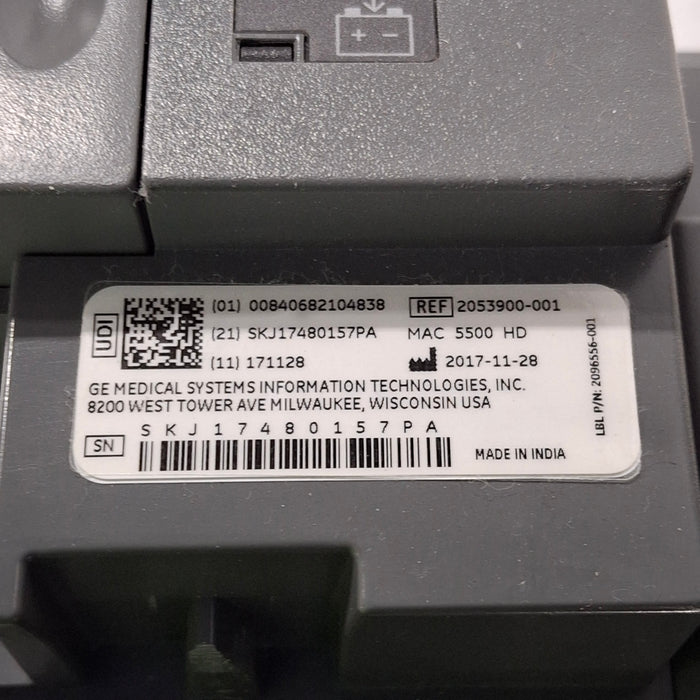 + -
UDI
(01) 00840682104838 REF 2053900-001
(21) SKJ17480157PA MAC 5500 HD
(11) 171128 2017-11-28
GE MEDICAL SYSTEMS INFORMATION TECHNOLOGIES, INC.
8200 WEST TOWER AVE MILWAUKEE, WISCONSIN USA
SKJ17480157PA
SN MADE IN INDIA
LBL P/N: 2096556-001